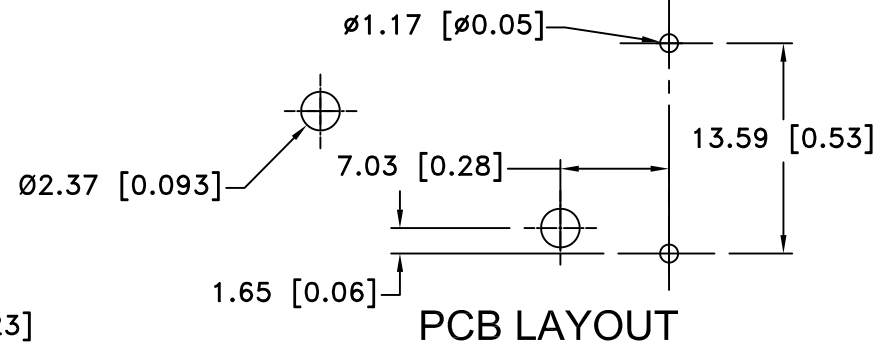 ø1.17 [ø0.05]
13.59 [0.53]
7.03 [0.28]
Ø2.37 [0.093]
1.65 [0.06]
23]
PCB LAYOUT